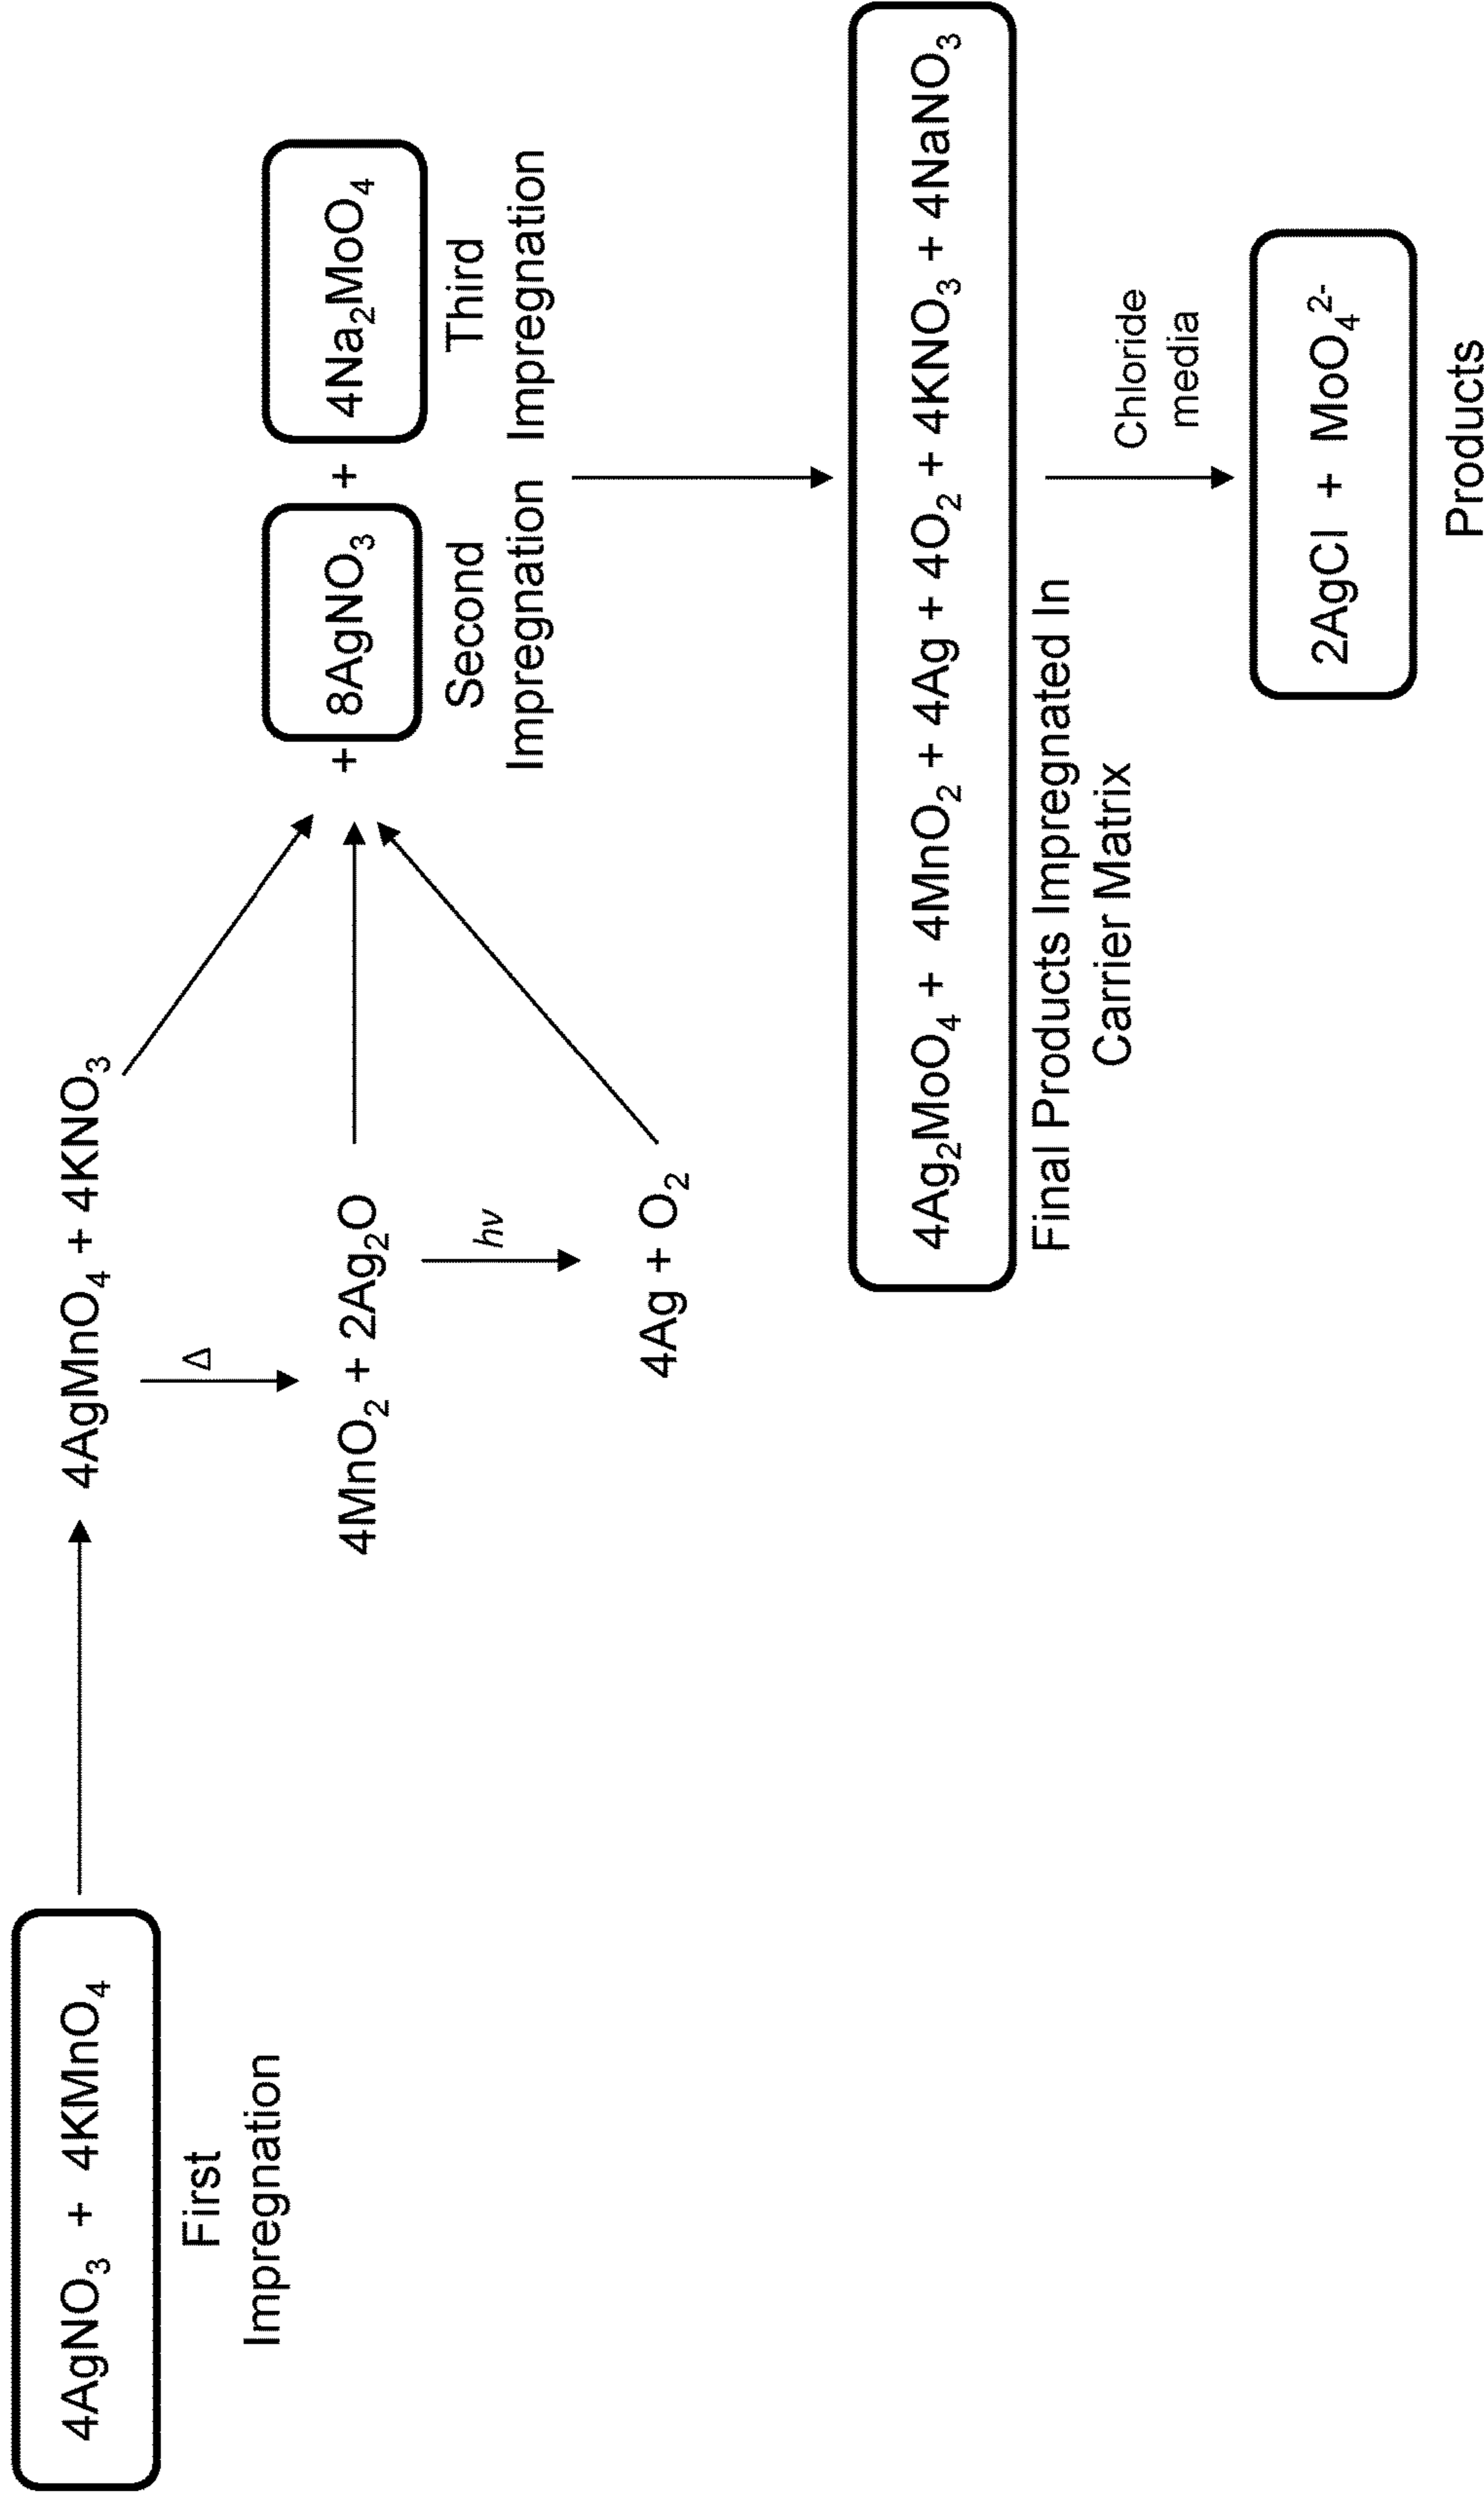 4AgNO₃ + 4KMnO₄
First
Impregnation
4AgMnO₄ + 4KNO₃
Δ
4MnO₂ + 2Ag₂O
hν
4Ag + O₂
+ 8AgNO₃ + 4Na₂MoO₄
Second
Impregnation
Third
Impregnation
4Ag₂MoO₄ + 4MnO₂ + 4Ag + 4O₂ + 4KNO₃ + 4NaNO₃
Final Products Impregnated In
Carrier Matrix
Chloride
media
2AgCl + MoO₄²⁻
Products